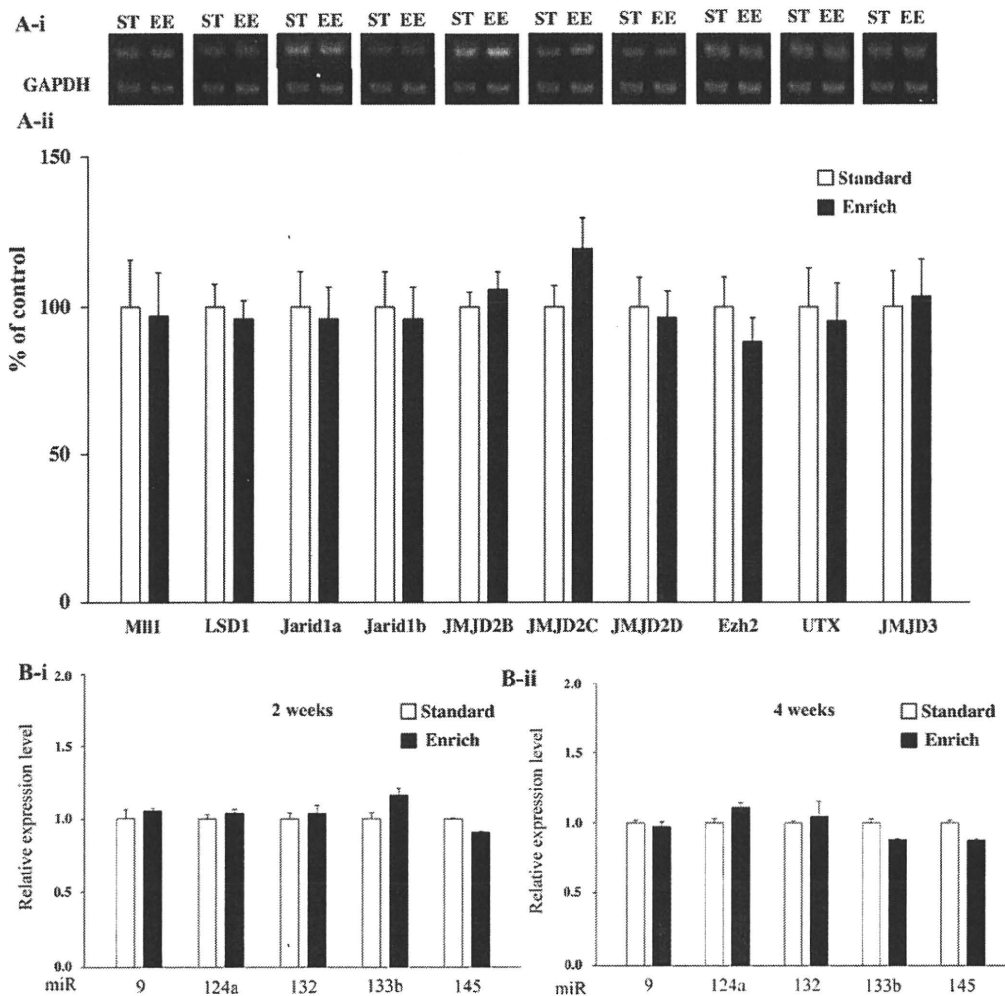 A-i
ST EE ST EE ST EE ST EE ST EE ST EE ST EE ST EE ST EE ST EE
GAPDH
A-ii
150
100
50
0
% of control
Standard
Enrich
Mll1 LSD1 Jarid1a Jarid1b JMJD2B JMJD2C JMJD2D Ezh2 UTX JMJD3
B-i
2.0
1.5
1.0
0.5
0.0
Relative expression level
2 weeks
Standard
Enrich
miR 9 124a 132 133b 145
B-ii
2.0
1.5
1.0
0.5
0.0
Relative expression level
4 weeks
Standard
Enrich
miR 9 124a 132 133b 145